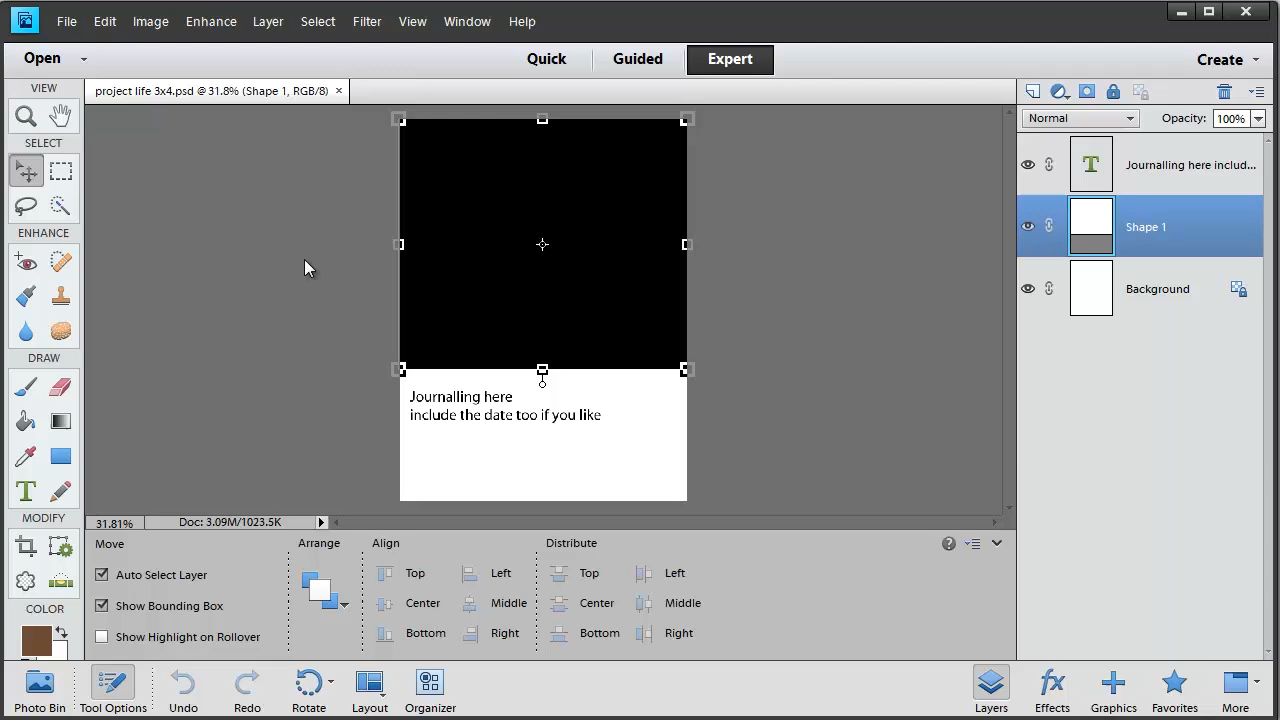 File Edit Image Enhance Layer Select Filter View Window Help
Open Quick Guided Expert Create
VIEW
project life 3x4.psd @ 31.8% (Shape 1, RGB/8) ×
Normal Opacity: 100%
SELECT
T Journalling here includ...
Shape 1
ENHANCE
Background
DRAW
Journalling here
include the date too if you like
T
MODIFY
31.81% Doc: 3.09M/1023.5K
Move Arrange Align Distribute
Auto Select Layer Top Left Top Left
Show Bounding Box Center Middle Center Middle
Show Highlight on Rollover Bottom Right Bottom Right
COLOR
Photo Bin Tool Options Undo Redo Rotate Layout Organizer Layers Effects Graphics Favorites More